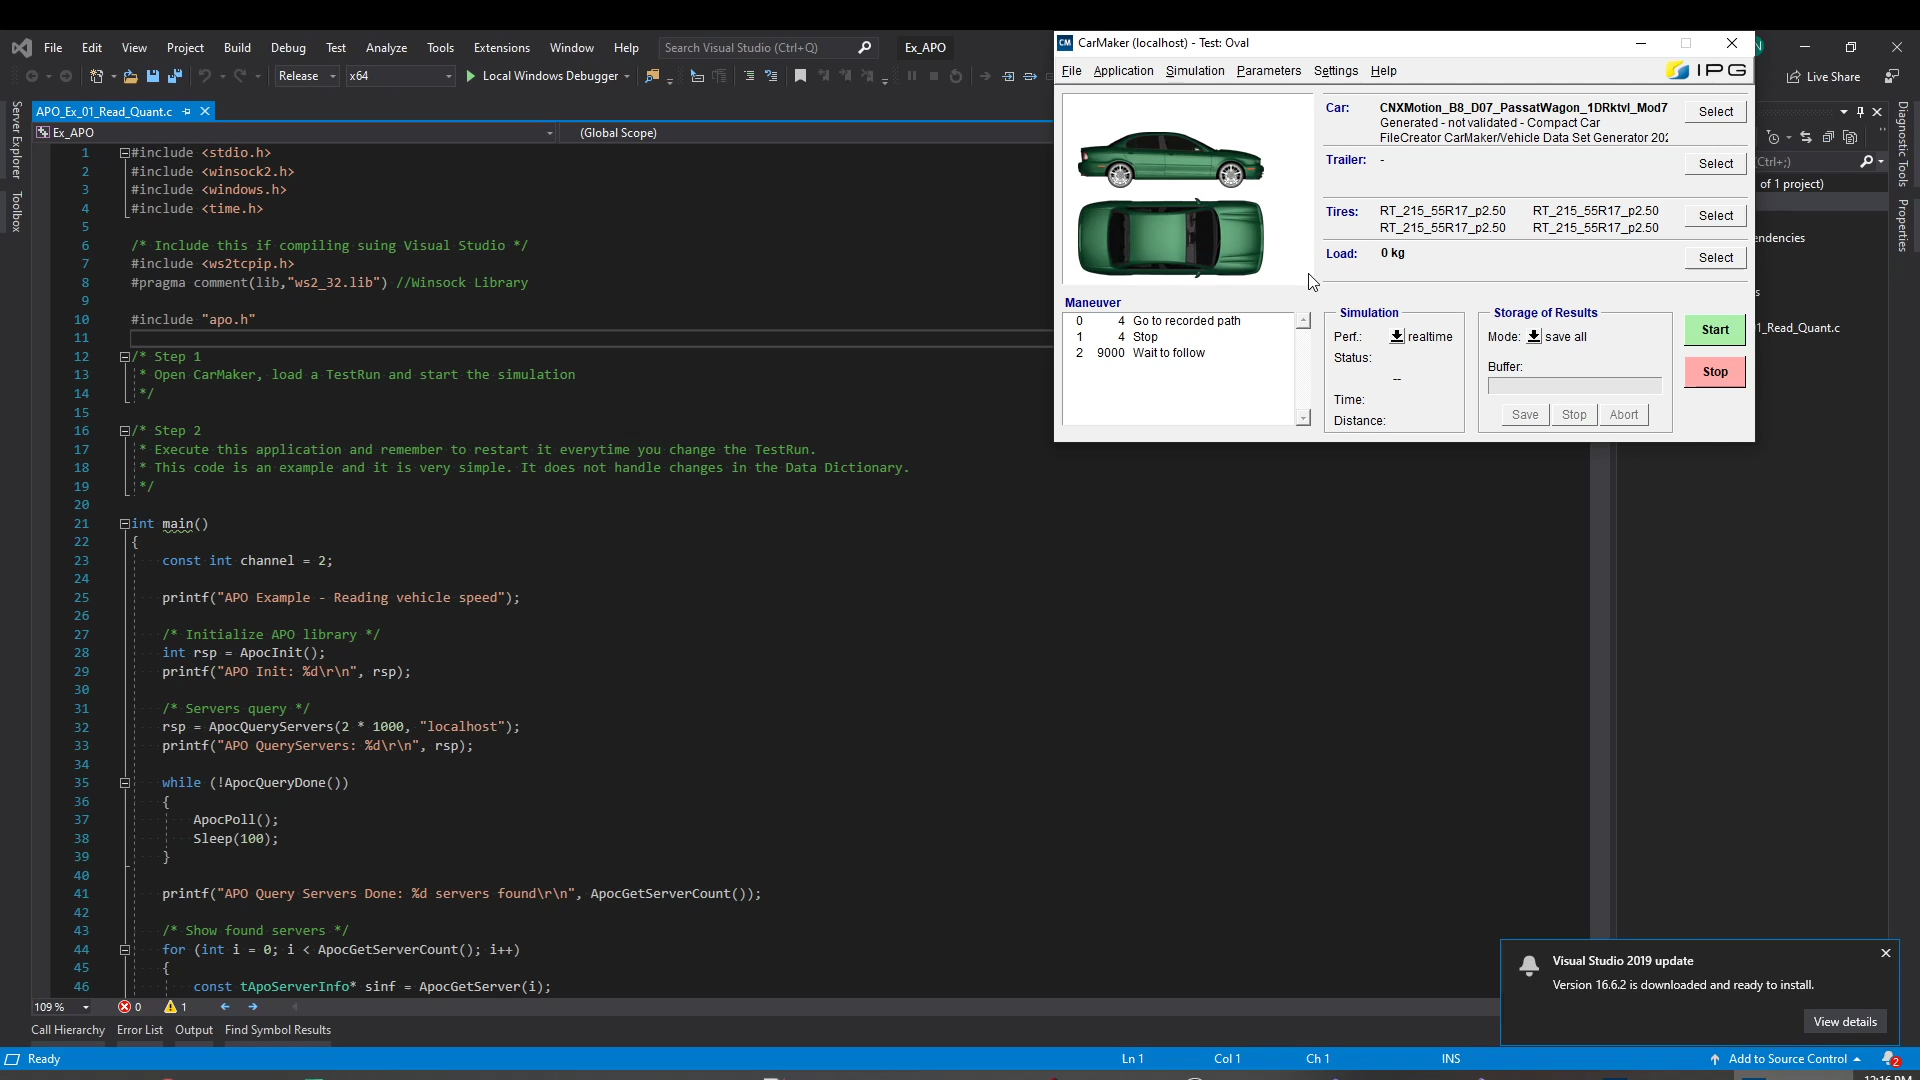 File Edit View Project Build Debug Test Analyze Tools Extensions Window Help Search Visual Studio (Ctrl+Q) Ex_APO
Release x64 Local Windows Debugger Live Share
APO_Ex_01_Read_Quant.c
Ex_APO (Global Scope)
Server Explorer
Toolbox
1 #include <stdio.h>
2 #include <winsock2.h>
3 #include <windows.h>
4 #include <time.h>
5
6 /* Include this if compiling suing Visual Studio */
7 #include <ws2tcpip.h>
8 #pragma comment(lib,"ws2_32.lib") //Winsock Library
9
10 #include "apo.h"
11
12 /* Step 1
13 * Open CarMaker, load a TestRun and start the simulation
14 */
15
16 /* Step 2
17 * Execute this application and remember to restart it everytime you change the TestRun.
18 * This code is an example and it is very simple. It does not handle changes in the Data Dictionary.
19 */
20
21 int main()
22 {
23 const int channel = 2;
24
25 printf("APO Example - Reading vehicle speed");
26
27 /* Initialize APO library */
28 int rsp = ApocInit();
29 printf("APO Init: %d\r\n", rsp);
30
31 /* Servers query */
32 rsp = ApocQueryServers(2 * 1000, "localhost");
33 printf("APO QueryServers: %d\r\n", rsp);
34
35 while (!ApocQueryDone())
36 {
37 ApocPoll();
38 Sleep(100);
39 }
40
41 printf("APO Query Servers Done: %d servers found\r\n", ApocGetServerCount());
42
43 /* Show found servers */
44 for (int i = 0; i < ApocGetServerCount(); i++)
45 {
46 const tApoServerInfo* sinf = ApocGetServer(i);
CM CarMaker (localhost) - Test: Oval
File Application Simulation Parameters Settings Help IPG
Car: CNXMotion_B8_D07_PassatWagon_1DRktvl_Mod7 Select
Generated - not validated - Compact Car
FileCreator CarMaker/Vehicle Data Set Generator 202
Trailer: - Select
Tires: RT_215_55R17_p2.50 RT_215_55R17_p2.50 Select
RT_215_55R17_p2.50 RT_215_55R17_p2.50
Load: 0 kg Select
Maneuver
0 4 Go to recorded path
1 4 Stop
2 9000 Wait to follow
Simulation
Perf.: realtime
Status:
--
Time:
Distance:
Storage of Results
Mode: save all
Buffer:
Save Stop Abort
Start
Stop
Ctrl+;)
of 1 project)
endencies
s
1_Read_Quant.c
Diagnostic Tools
Properties
109 % 0 1
Call Hierarchy Error List Output Find Symbol Results
Visual Studio 2019 update
Version 16.6.2 is downloaded and ready to install.
View details
Ready Ln 1 Col 1 Ch 1 INS Add to Source Control 2